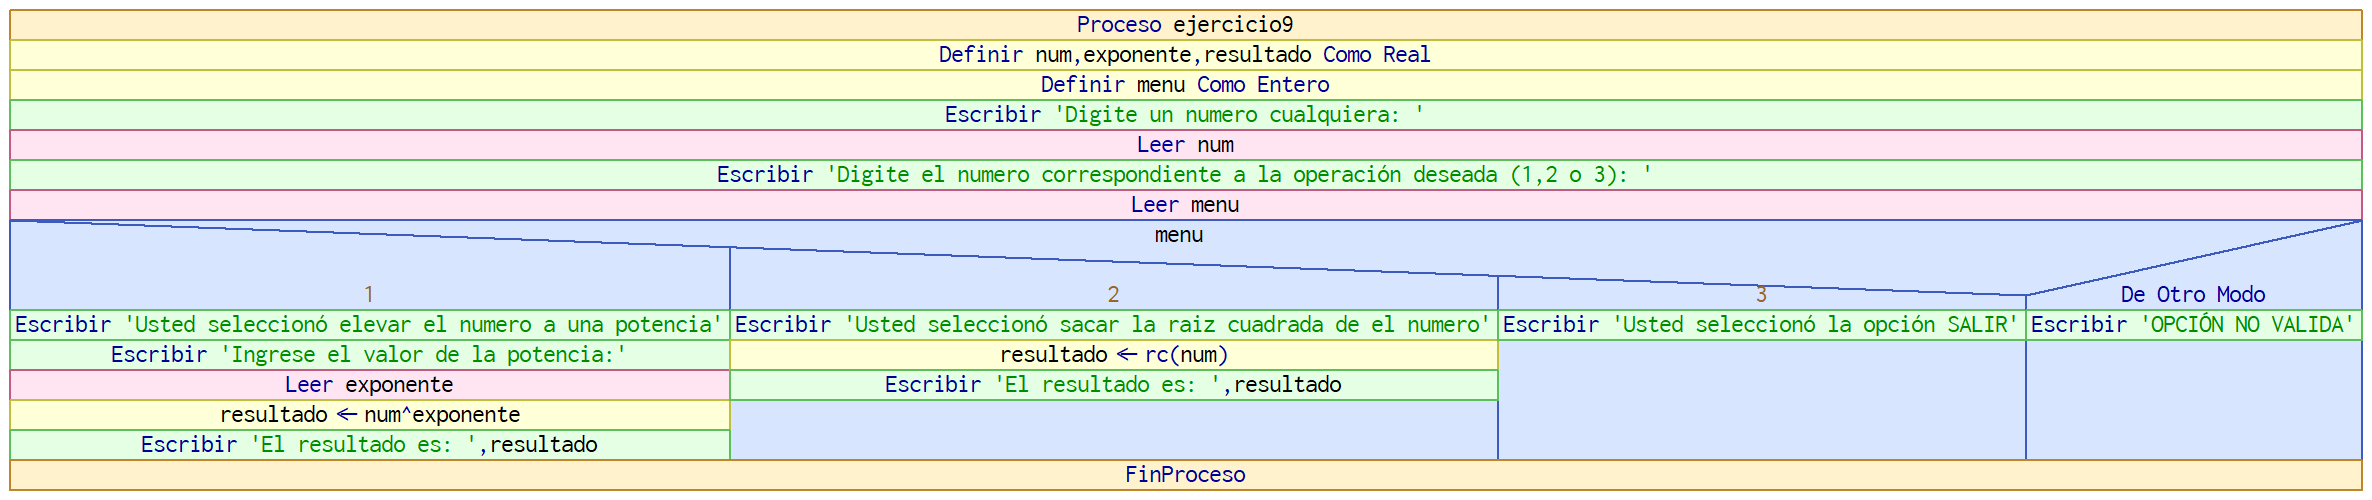 Proceso ejercicio9
Definir num,exponente,resultado Como Real
Definir menu Como Entero
Escribir 'Digite un numero cualquiera: '
Leer num
Escribir 'Digite el numero correspondiente a la operación deseada (1,2 o 3): '
Leer menu
menu
1
Escribir 'Usted seleccionó elevar el numero a una potencia'
Escribir 'Ingrese el valor de la potencia:'
Leer exponente
resultado ← num^exponente
Escribir 'El resultado es: ',resultado
2
Escribir 'Usted seleccionó sacar la raiz cuadrada de el numero'
resultado ← rc(num)
Escribir 'El resultado es: ',resultado
3
Escribir 'Usted seleccionó la opción SALIR'
De Otro Modo
Escribir 'OPCIÓN NO VALIDA'
FinProceso